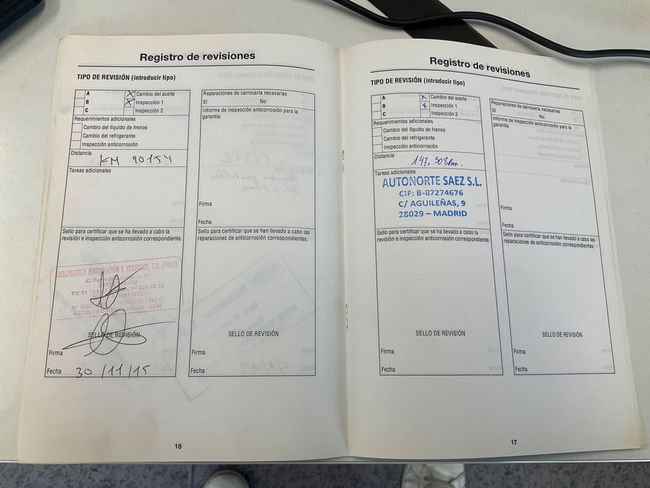 Registro de revisiones
TIPO DE REVISIÓN (introducir tipo)
A X Cambio del aceite
B X Inspección 1
C Inspección 2
Requerimientos adicionales
Cambio del líquido de frenos
Cambio del refrigerante
Inspección anticorrosión
Distancia
KM 90154
Tareas adicionales
Sello para certificar que se han llevado a cabo la
revisión e inspección anticorrosión correspondientes.
SELLO DE REVISIÓN
Firma
Fecha 30/11/15
Reparaciones de carrocería necesarias
Sí No
Informe de inspección anticorrosión para la
garantía:
Firma
Fecha
Sello para certificar que se han llevado a cabo las
reparaciones de anticorrosión correspondientes.
SELLO DE REVISIÓN
Firma
Fecha
16
Registro de revisiones
TIPO DE REVISIÓN (introducir tipo)
A X Cambio del aceite
B X Inspección 1
C Inspección 2
Requerimientos adicionales
Cambio del líquido de frenos
Cambio del refrigerante
Inspección anticorrosión
Distancia
147.508km.
Tareas adicionales
AUTONORTE SAEZ S.L.
CIF: B-87274676
C/ AGUILEÑAS, 9
28029 – MADRID
Sello para certificar que se han llevado a cabo la
revisión e inspección anticorrosión correspondientes.
SELLO DE REVISIÓN
Firma
Fecha
Reparaciones de carrocería necesarias
Sí No
Informe de inspección anticorrosión para la
garantía:
Firma
Fecha
Sello para certificar que se han llevado a cabo las
reparaciones de anticorrosión correspondientes.
SELLO DE REVISIÓN
Firma
Fecha
17